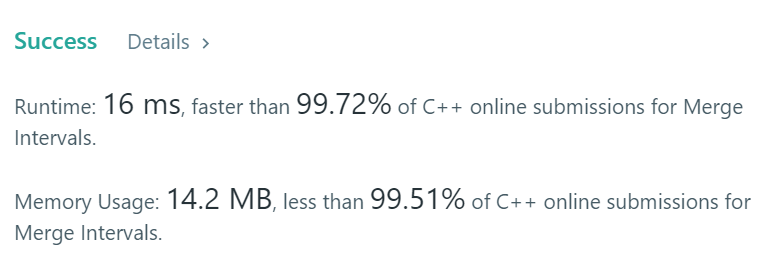 Success Details >
Runtime: 16 ms, faster than 99.72% of C++ online submissions for Merge
Intervals.
Memory Usage: 14.2 MB, less than 99.51% of C++ online submissions for
Merge Intervals.